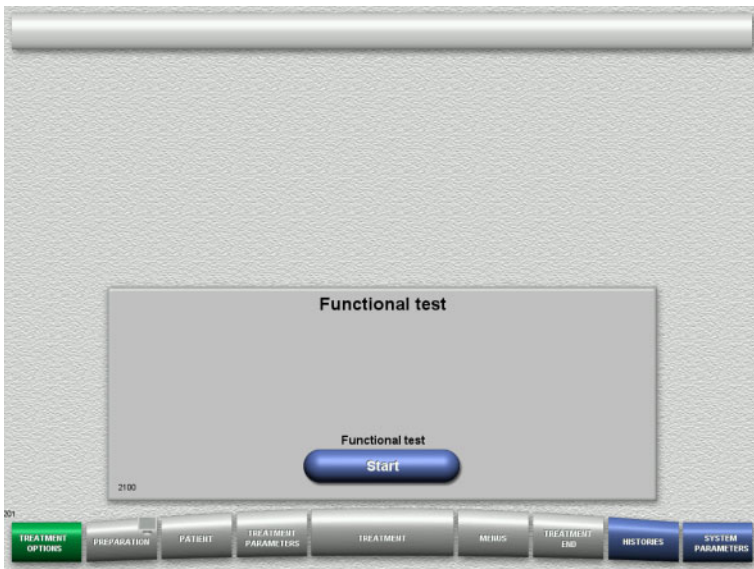 Functional test
Functional test
Start
2100
201
TREATMENT
OPTIONS
PREPARATION
PATIENT
TREATMENT
PARAMETERS
TREATMENT
MENUS
TREATMENT
END
HISTORIES
SYSTEM
PARAMETERS